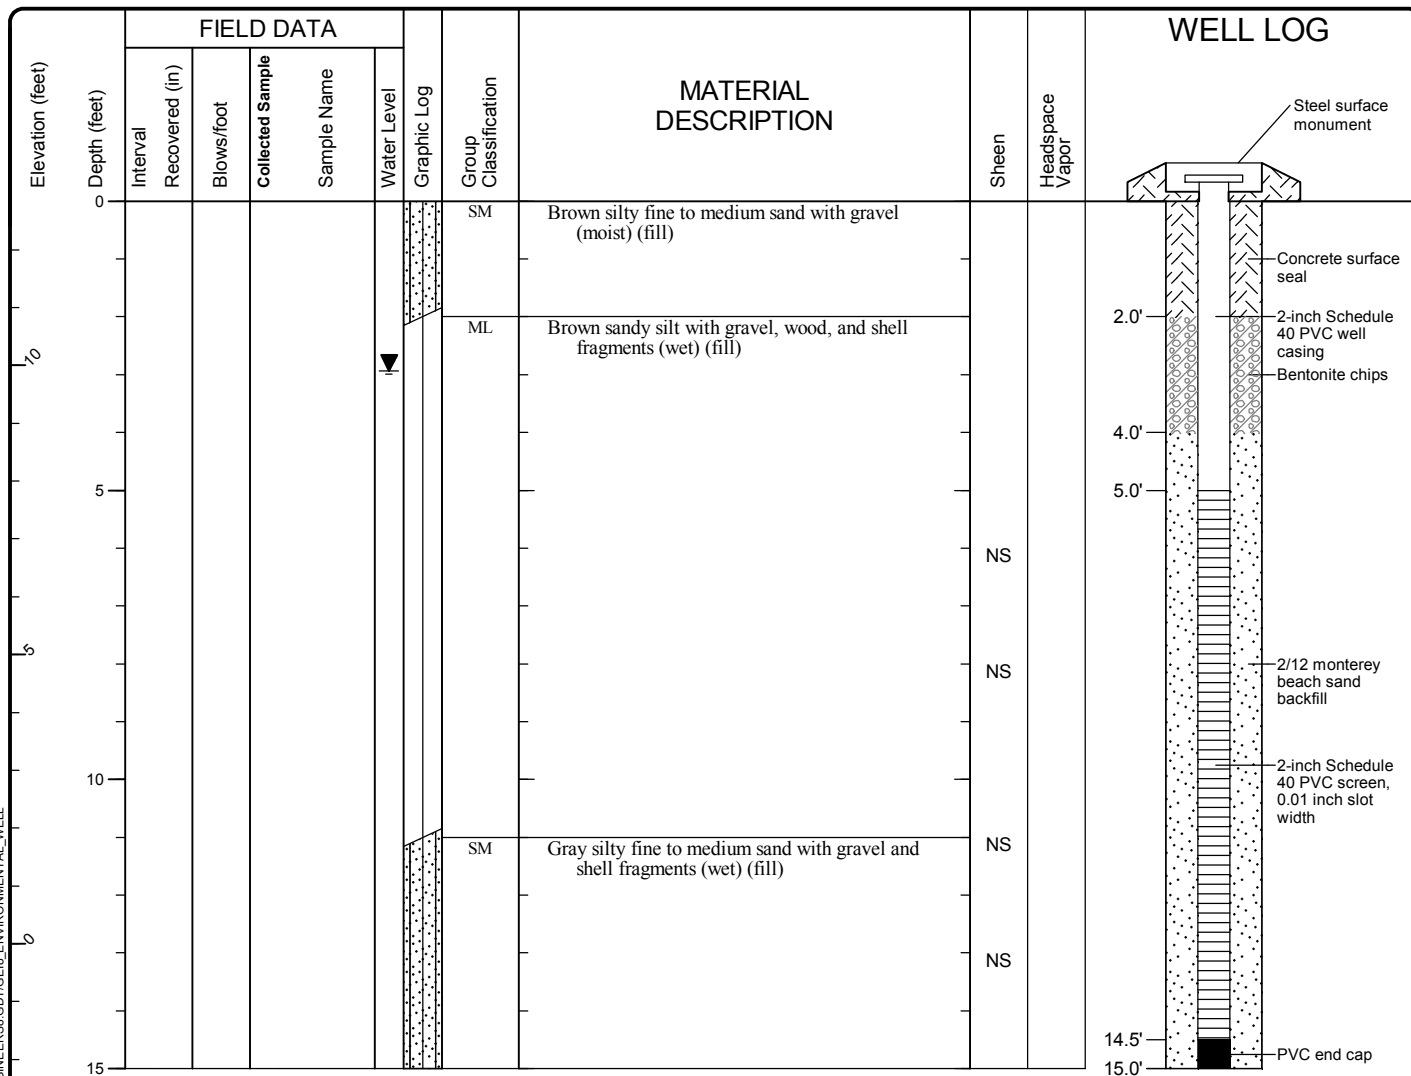 FIELD DATA
WELL LOG
Elevation (feet)
Depth (feet)
Interval
Recovered (in)
Blows/foot
Collected Sample
Sample Name
Water Level
Graphic Log
Group
Classification
MATERIAL
DESCRIPTION
Sheen
Headspace
Vapor
Steel surface
monument
0
SM
Brown silty fine to medium sand with gravel
(moist) (fill)
Concrete surface
seal
2.0'
2-inch Schedule
40 PVC well
casing
ML
Brown sandy silt with gravel, wood, and shell
fragments (wet) (fill)
10
Bentonite chips
4.0'
5
5.0'
NS
5
NS
2/12 monterey
beach sand
backfill
10
2-inch Schedule
40 PVC screen,
0.01 inch slot
width
SM
Gray silty fine to medium sand with gravel and
shell fragments (wet) (fill)
NS
0
NS
14.5'
PVC end cap
15
15.0'